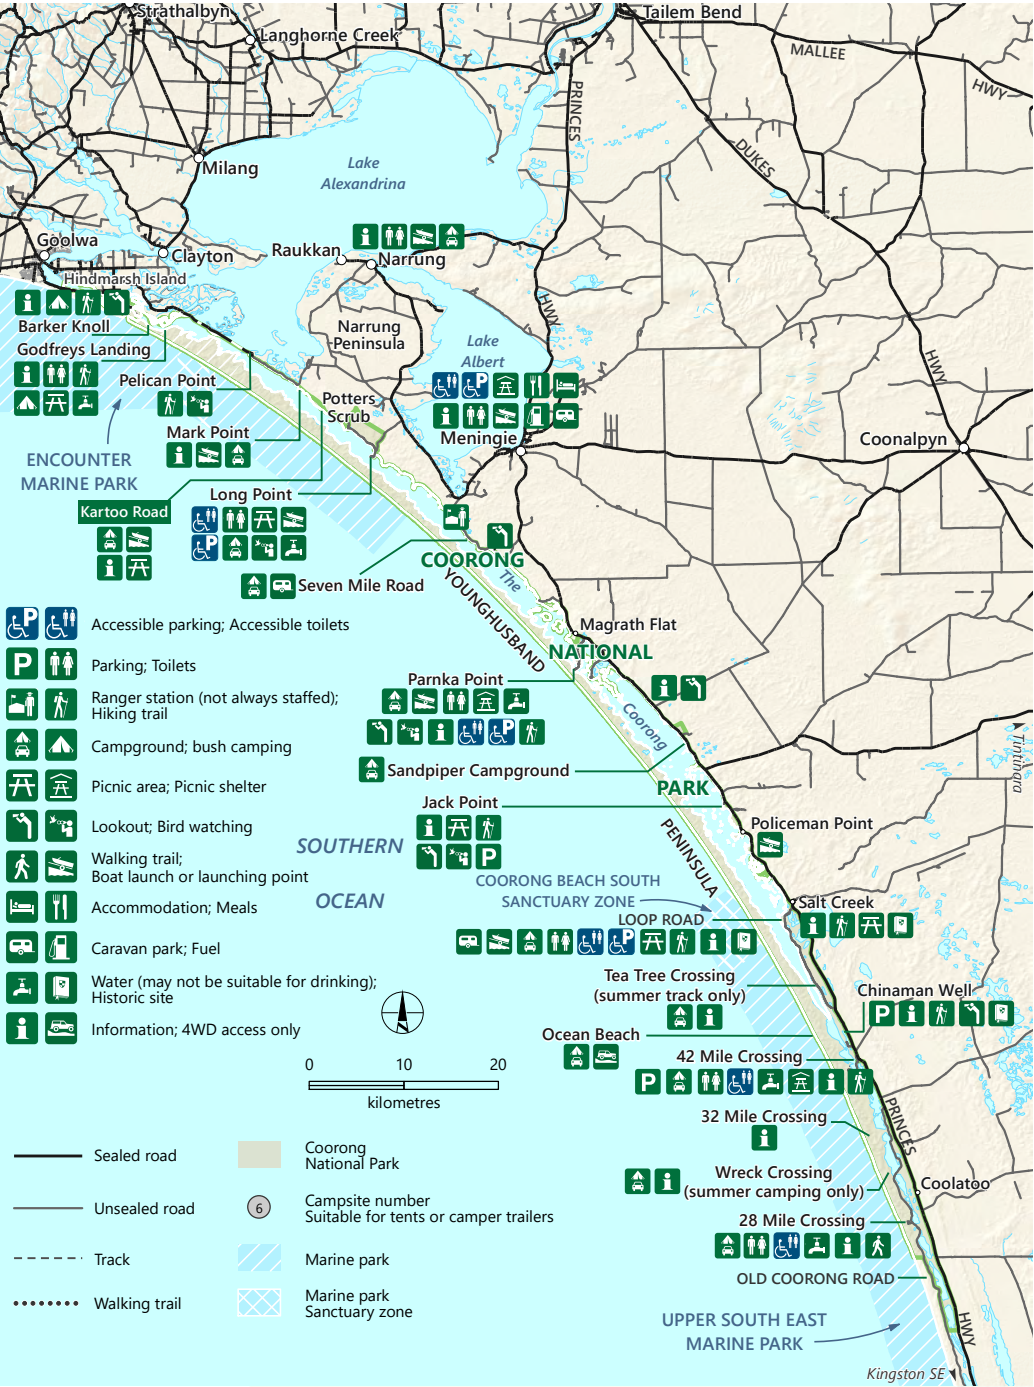 Strathalbyn
Langhorne Creek
Tailem Bend
MALLEE
HWY
PRINCES
DUKES
Lake
Alexandrina
Milang
Goolwa
Clayton
Raukkan
Narrung
Hindmarsh Island
HWY
Barker Knoll
Narrung
Peninsula
Lake
Albert
Godfreys Landing
HWY
Pelican Point
Potters
Scrub
Mark Point
Meningie
Coonalpyn
ENCOUNTER
MARINE PARK
Long Point
Kartoo Road
COORONG
Seven Mile Road
The
YOUNGHUSBAND
Magrath Flat
NATIONAL
Parnka Point
Coorong
Tintinara
Sandpiper Campground
PARK
Jack Point
Policeman Point
PENINSULA
SOUTHERN
OCEAN
COORONG BEACH SOUTH
SANCTUARY ZONE
LOOP ROAD
Salt Creek
Tea Tree Crossing
(summer track only)
Chinaman Well
Ocean Beach
42 Mile Crossing
PRINCES
32 Mile Crossing
Wreck Crossing
(summer camping only)
Coolatoo
28 Mile Crossing
OLD COORONG ROAD
UPPER SOUTH EAST
MARINE PARK
HWY
Kingston SE
P
Accessible parking; Accessible toilets
P
Parking; Toilets
Ranger station (not always staffed);
Hiking trail
Campground; bush camping
Picnic area; Picnic shelter
Lookout; Bird watching
Walking trail;
Boat launch or launching point
Accommodation; Meals
Caravan park; Fuel
Water (may not be suitable for drinking);
Historic site
i
Information; 4WD access only
0 10 20
kilometres
Sealed road
Coorong
National Park
Unsealed road
6
Campsite number
Suitable for tents or camper trailers
Track
Marine park
Walking trail
Marine park
Sanctuary zone